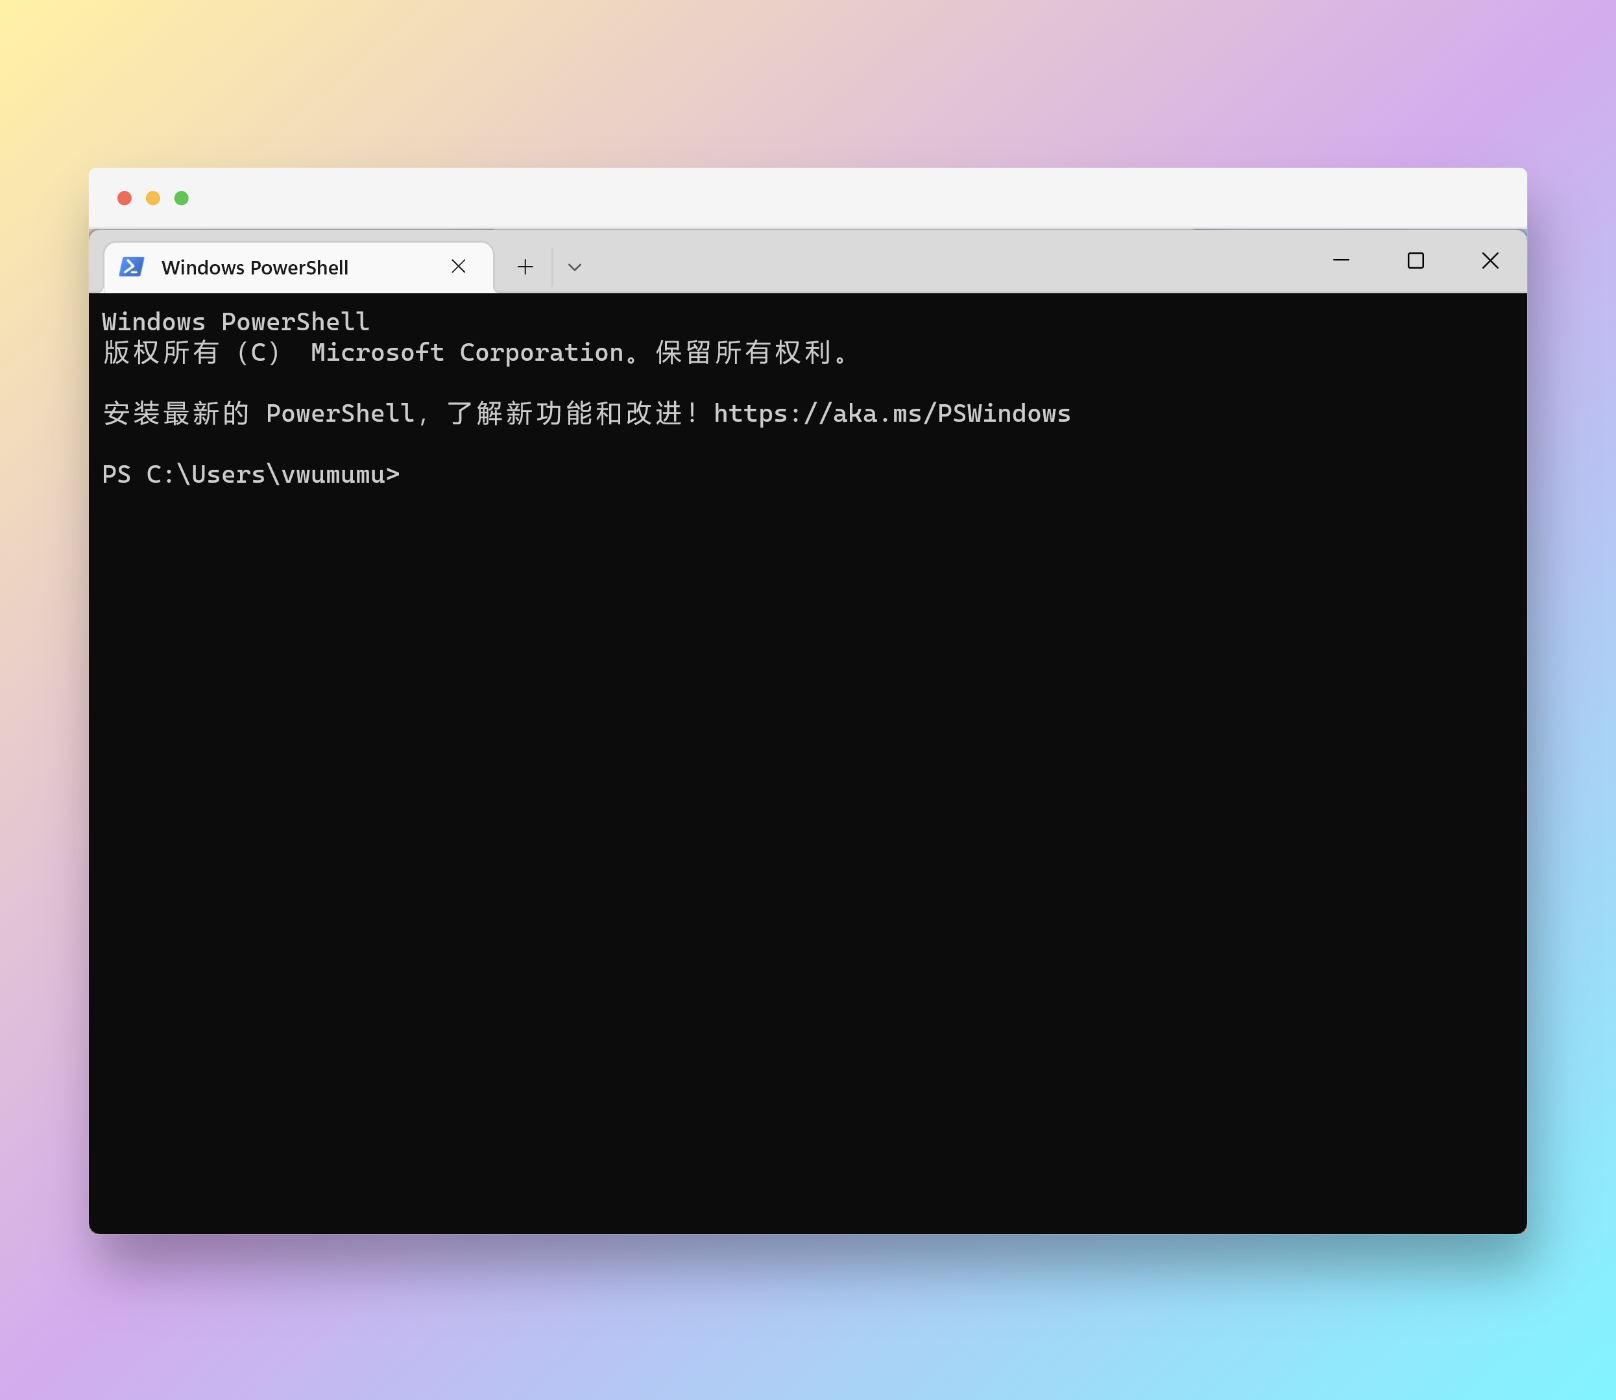 Windows PowerShell
Windows PowerShell
版权所有（C） Microsoft Corporation。保留所有权利。
安装最新的 PowerShell，了解新功能和改进！https://aka.ms/PSWindows
PS C:\Users\vwumumu>